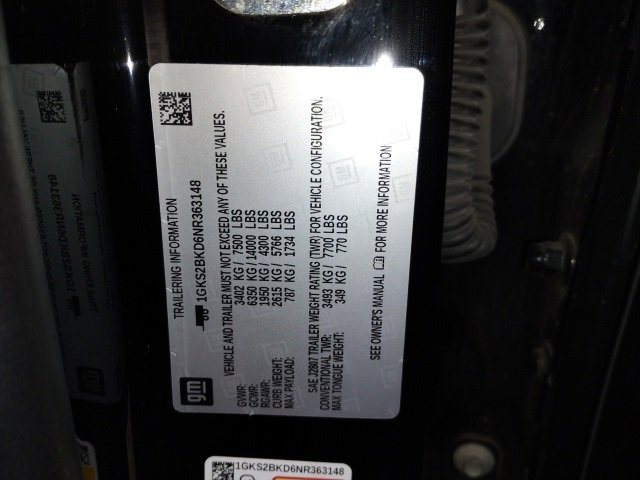 TRAILERING INFORMATION
1GKS2BKD6NR363148
gm
VEHICLE AND TRAILER MUST NOT EXCEED ANY OF THESE VALUES.
GVWR: 3402 KG / 7500 LBS
GCWR: 6350 KG / 14000 LBS
RGAWR: 1950 KG / 4300 LBS
CURB WEIGHT: 2615 KG / 5766 LBS
MAX PAYLOAD: 787 KG / 1734 LBS
SAE J2807 TRAILER WEIGHT RATING (TWR) FOR VEHICLE CONFIGURATION.
CONVENTIONAL TWR: 3493 KG / 7700 LBS
MAX TONGUE WEIGHT: 349 KG / 770 LBS
SEE OWNER'S MANUAL FOR MORE INFORMATION
1GKS2BKD6NR363148